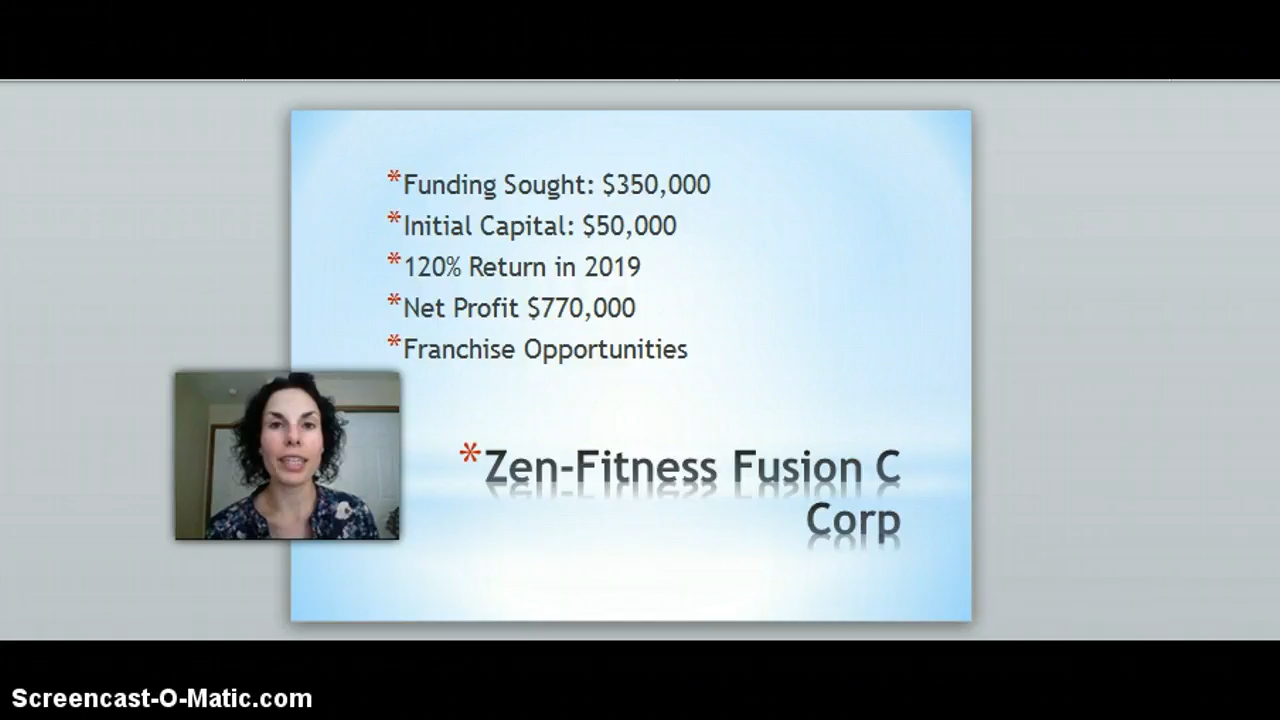 *Funding Sought: $350,000
*Initial Capital: $50,000
*120% Return in 2019
*Net Profit $770,000
*Franchise Opportunities
*Zen-Fitness Fusion C
Corp
Screencast-O-Matic.com